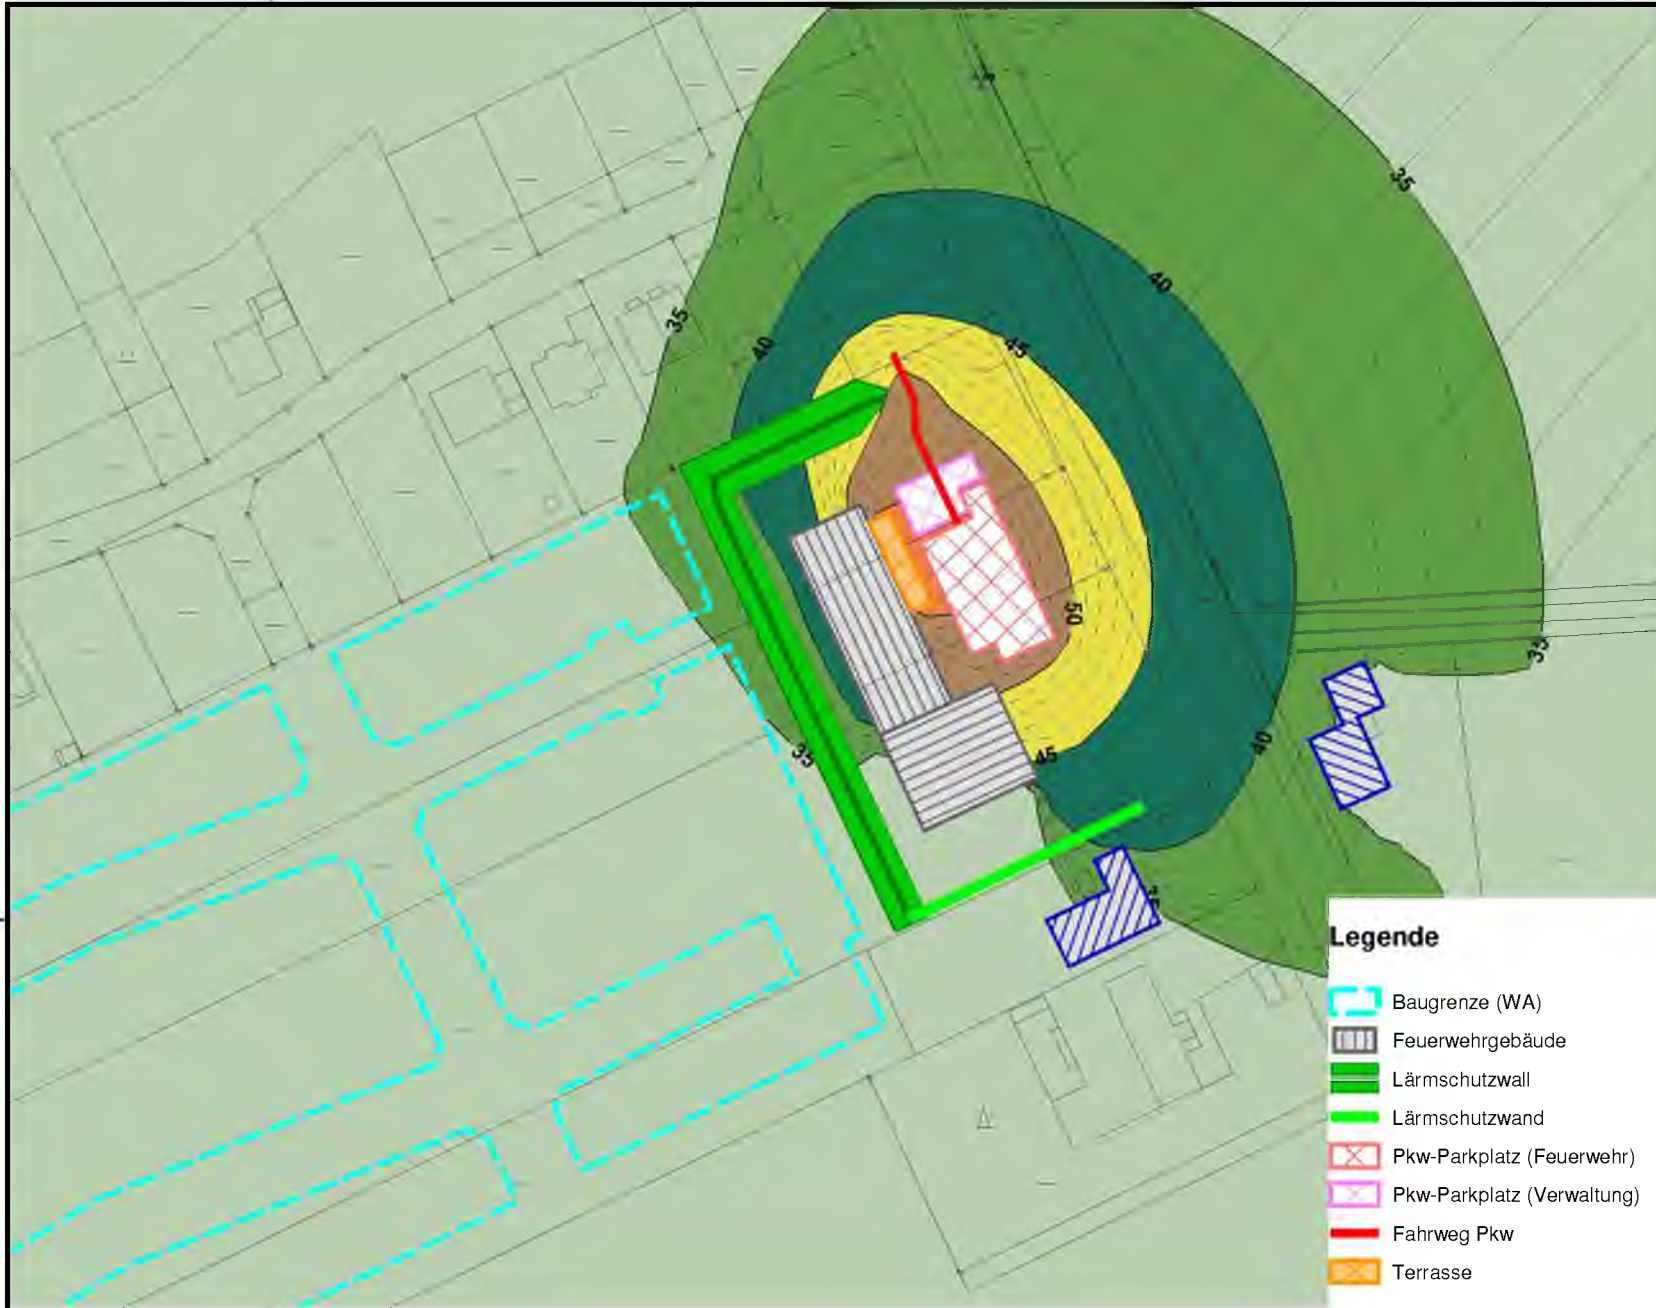 35
40
35
40
45
50
35
35
45
40
35
Legende
Baugrenze (WA)
Feuerwehrgebäude
Lärmschutzwall
Lärmschutzwand
Pkw-Parkplatz (Feuerwehr)
Pkw-Parkplatz (Verwaltung)
Fahrweg Pkw
Terrasse